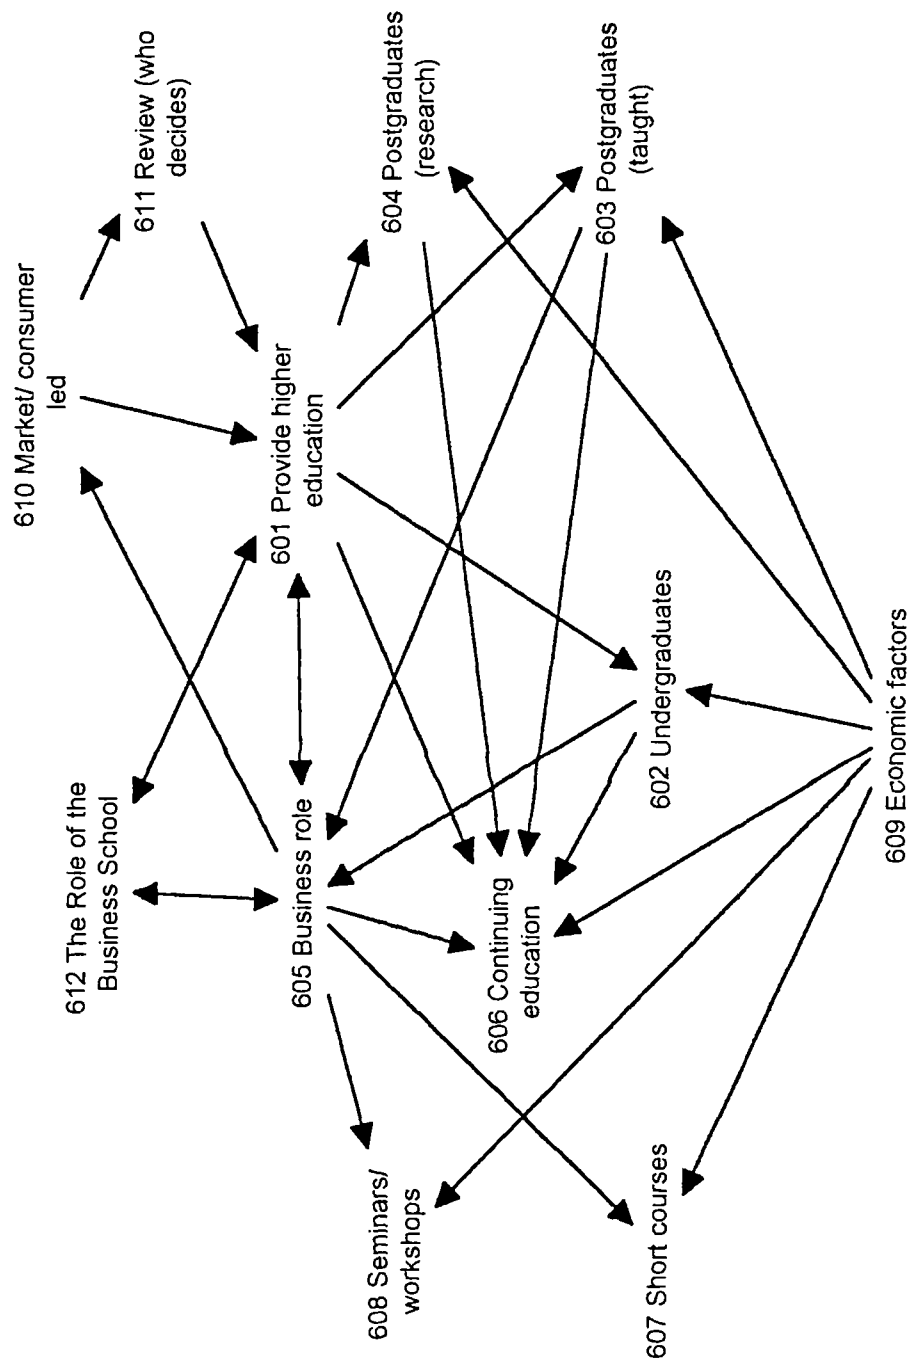 610 Market/ consumer
led
611 Review (who
decides)
612 The Role of the
Business School
601 Provide higher
education
605 Business role
604 Postgraduates
(research)
608 Seminars/
workshops
606 Continuing
education
603 Postgraduates
(taught)
602 Undergraduates
607 Short courses
609 Economic factors